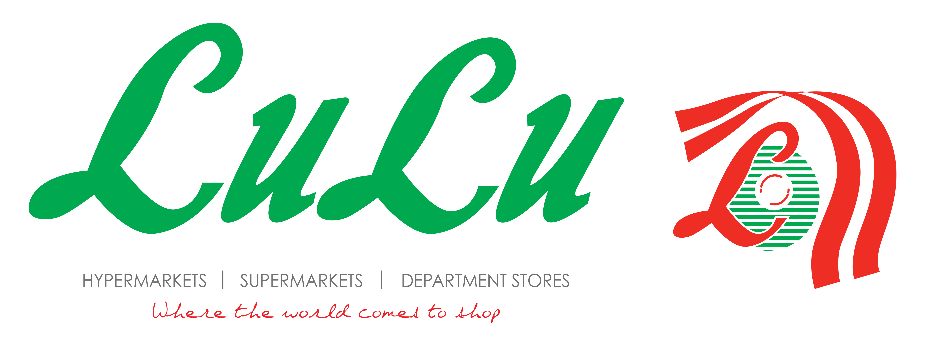 LuLu
L
HYPERMARKETS | SUPERMARKETS | DEPARTMENT STORES
Where the world comes to shop